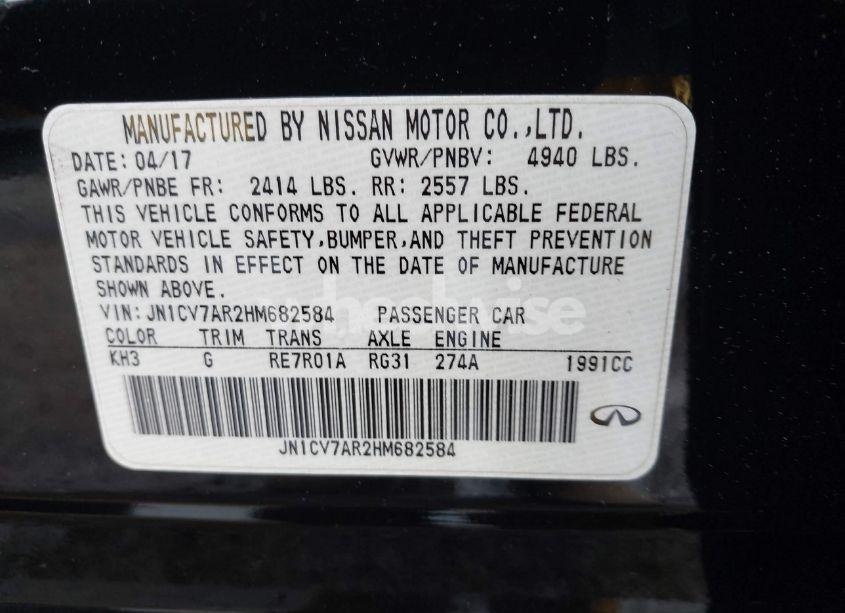 MANUFACTURED BY NISSAN MOTOR CO.,LTD.
DATE: 04/17 GVWR/PNBV: 4940 LBS.
GAWR/PNBE FR: 2414 LBS. RR: 2557 LBS.
THIS VEHICLE CONFORMS TO ALL APPLICABLE FEDERAL
MOTOR VEHICLE SAFETY,BUMPER,AND THEFT PREVENTION
STANDARDS IN EFFECT ON THE DATE OF MANUFACTURE
SHOWN ABOVE.
VIN: JN1CV7AR2HM682584 PASSENGER CAR
COLOR TRIM TRANS AXLE ENGINE
KH3 G RE7R01A RG31 274A 1991CC
JN1CV7AR2HM682584